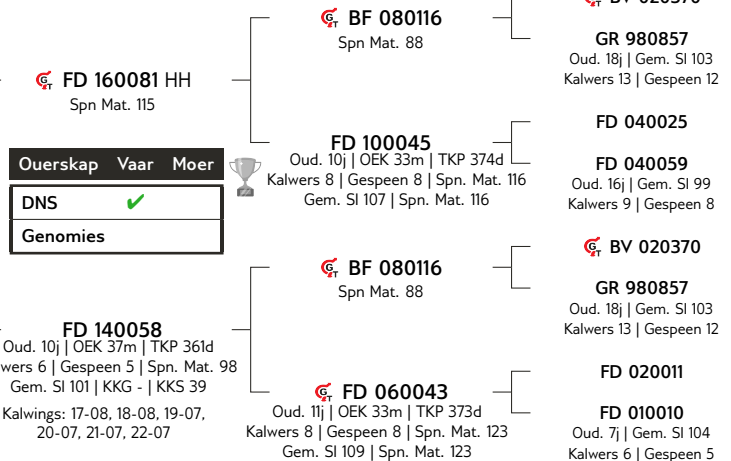 BV 020370
BF 080116
Spn Mat. 88
GR 980857
Oud. 18j | Gem. SI 103
Kalwers 13 | Gespeen 12
FD 160081 HH
Spn Mat. 115
FD 040025
FD 100045
Oud. 10j | OEK 33m | TKP 374d
Kalwers 8 | Gespeen 8 | Spn. Mat. 116
Gem. SI 107 | Spn. Mat. 116
FD 040059
Oud. 16j | Gem. SI 99
Kalwers 9 | Gespeen 8
Ouerskap Vaar Moer
DNS ✔
Genomies
BV 020370
BF 080116
Spn Mat. 88
GR 980857
Oud. 18j | Gem. SI 103
Kalwers 13 | Gespeen 12
FD 140058
Oud. 10j | OEK 37m | TKP 361d
wers 6 | Gespeen 5 | Spn. Mat. 98
Gem. SI 101 | KKG - | KKS 39
Kalwings: 17-08, 18-08, 19-07,
20-07, 21-07, 22-07
FD 020011
FD 060043
Oud. 11j | OEK 33m | TKP 373d
Kalwers 8 | Gespeen 8 | Spn. Mat. 123
Gem. SI 109 | Spn. Mat. 123
FD 010010
Oud. 7j | Gem. SI 104
Kalwers 6 | Gespeen 5